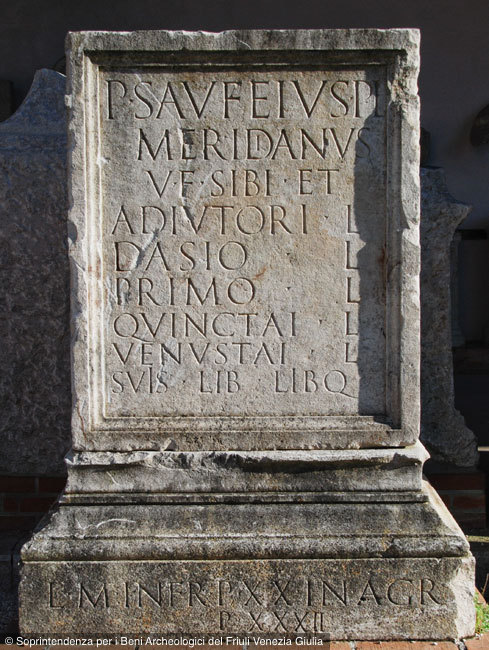 P·SAVFEIVS·P·L
MERIDANVS
VF·SIBI·ET
ADIVTORI L
DASIO L
PRIMO L
QVINCTAI L
VENVSTAI L
SVIS·LIB·LIBQ
L·M·IN·FR·P·XX·IN·AGR
P·XXXII
© Soprintendenza per i Beni Archeologici del Friuli Venezia Giulia